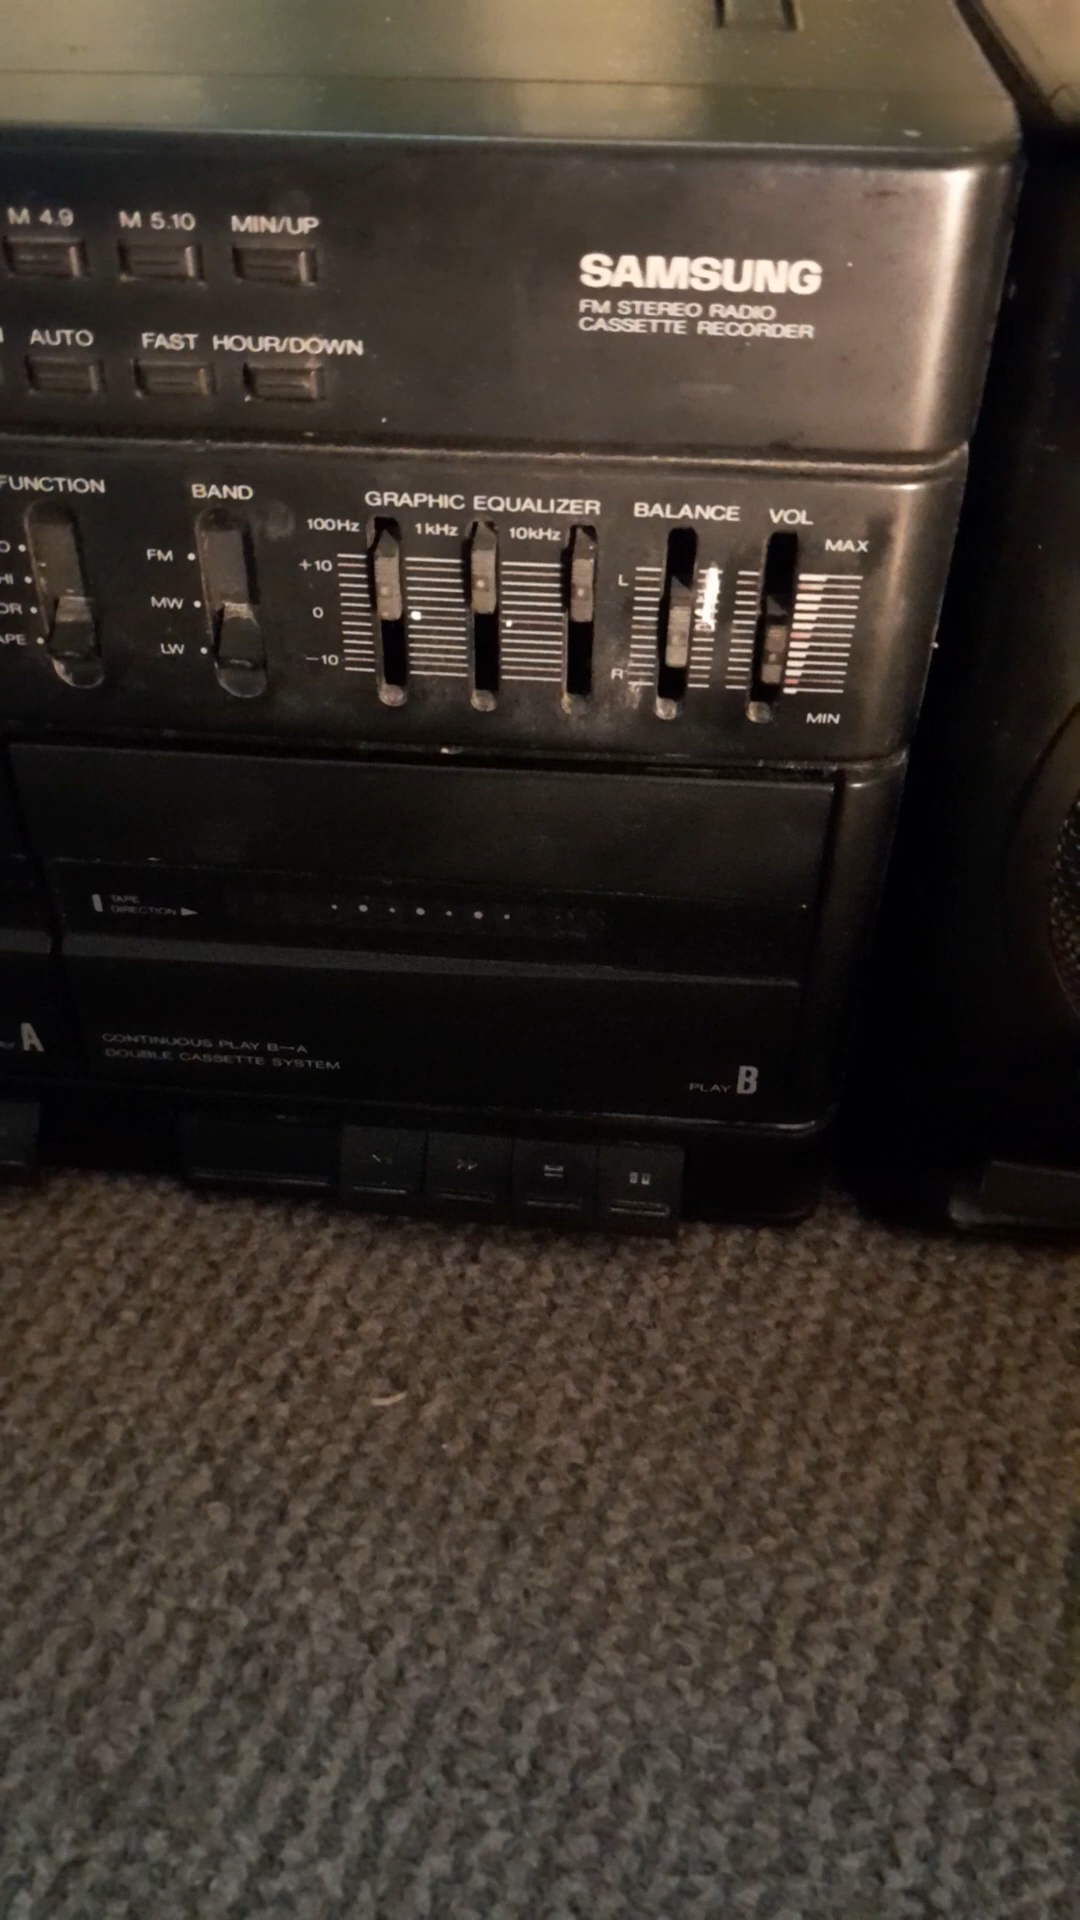 M 4.9 M 5.10 MIN/UP
SAMSUNG
FM STEREO RADIO
CASSETTE RECORDER
AUTO FAST HOUR/DOWN
FUNCTION BAND GRAPHIC EQUALIZER BALANCE VOL
100Hz 1kHz 10kHz MAX
FM +10 L
MW 0
LW -10 R
MIN
TAPE
DIRECTION
A
CONTINUOUS PLAY B→A
DOUBLE CASSETTE SYSTEM
PLAY B